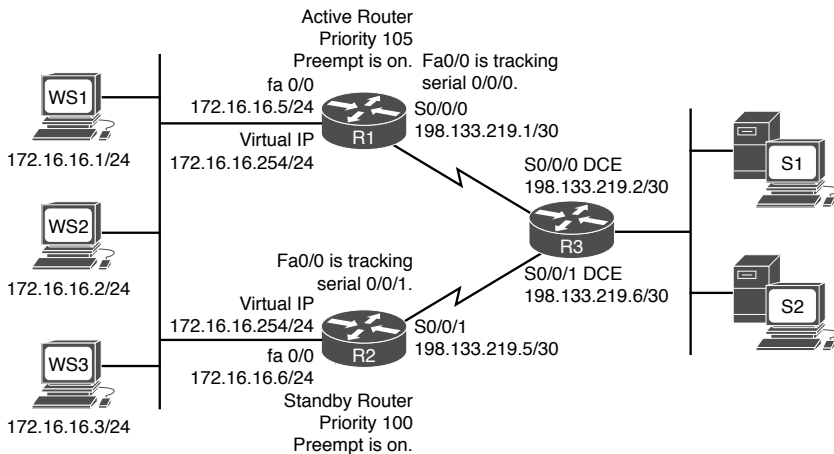 Active Router
Priority 105
Preempt is on.
Fa0/0 is tracking
serial 0/0/0.
fa 0/0
172.16.16.5/24
WS1
172.16.16.1/24
R1
S0/0/0
198.133.219.1/30
Virtual IP
172.16.16.254/24
S0/0/0 DCE
198.133.219.2/30
S1
WS2
172.16.16.2/24
R3
Fa0/0 is tracking
serial 0/0/1.
S0/0/1 DCE
198.133.219.6/30
Virtual IP
172.16.16.254/24
S0/0/1
198.133.219.5/30
S2
R2
WS3
172.16.16.3/24
fa 0/0
172.16.16.6/24
Standby Router
Priority 100
Preempt is on.